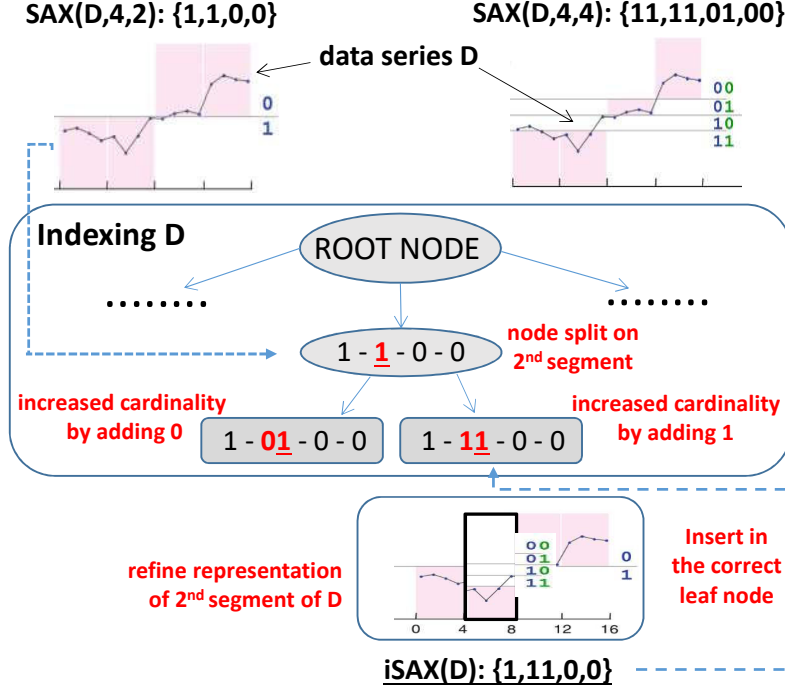 SAX(D,4,2): {1,1,0,0}
SAX(D,4,4): {11,11,01,00}
data series D
0
1
00
01
10
11
Indexing D
ROOT NODE
........
........
1 - 1 - 0 - 0
node split on
2nd segment
increased cardinality
by adding 0
increased cardinality
by adding 1
1 - 01 - 0 - 0
1 - 11 - 0 - 0
refine representation
of 2nd segment of D
00
01
10
11
0
1
0 4 8 12 16
Insert in
the correct
leaf node
iSAX(D): {1,11,0,0}